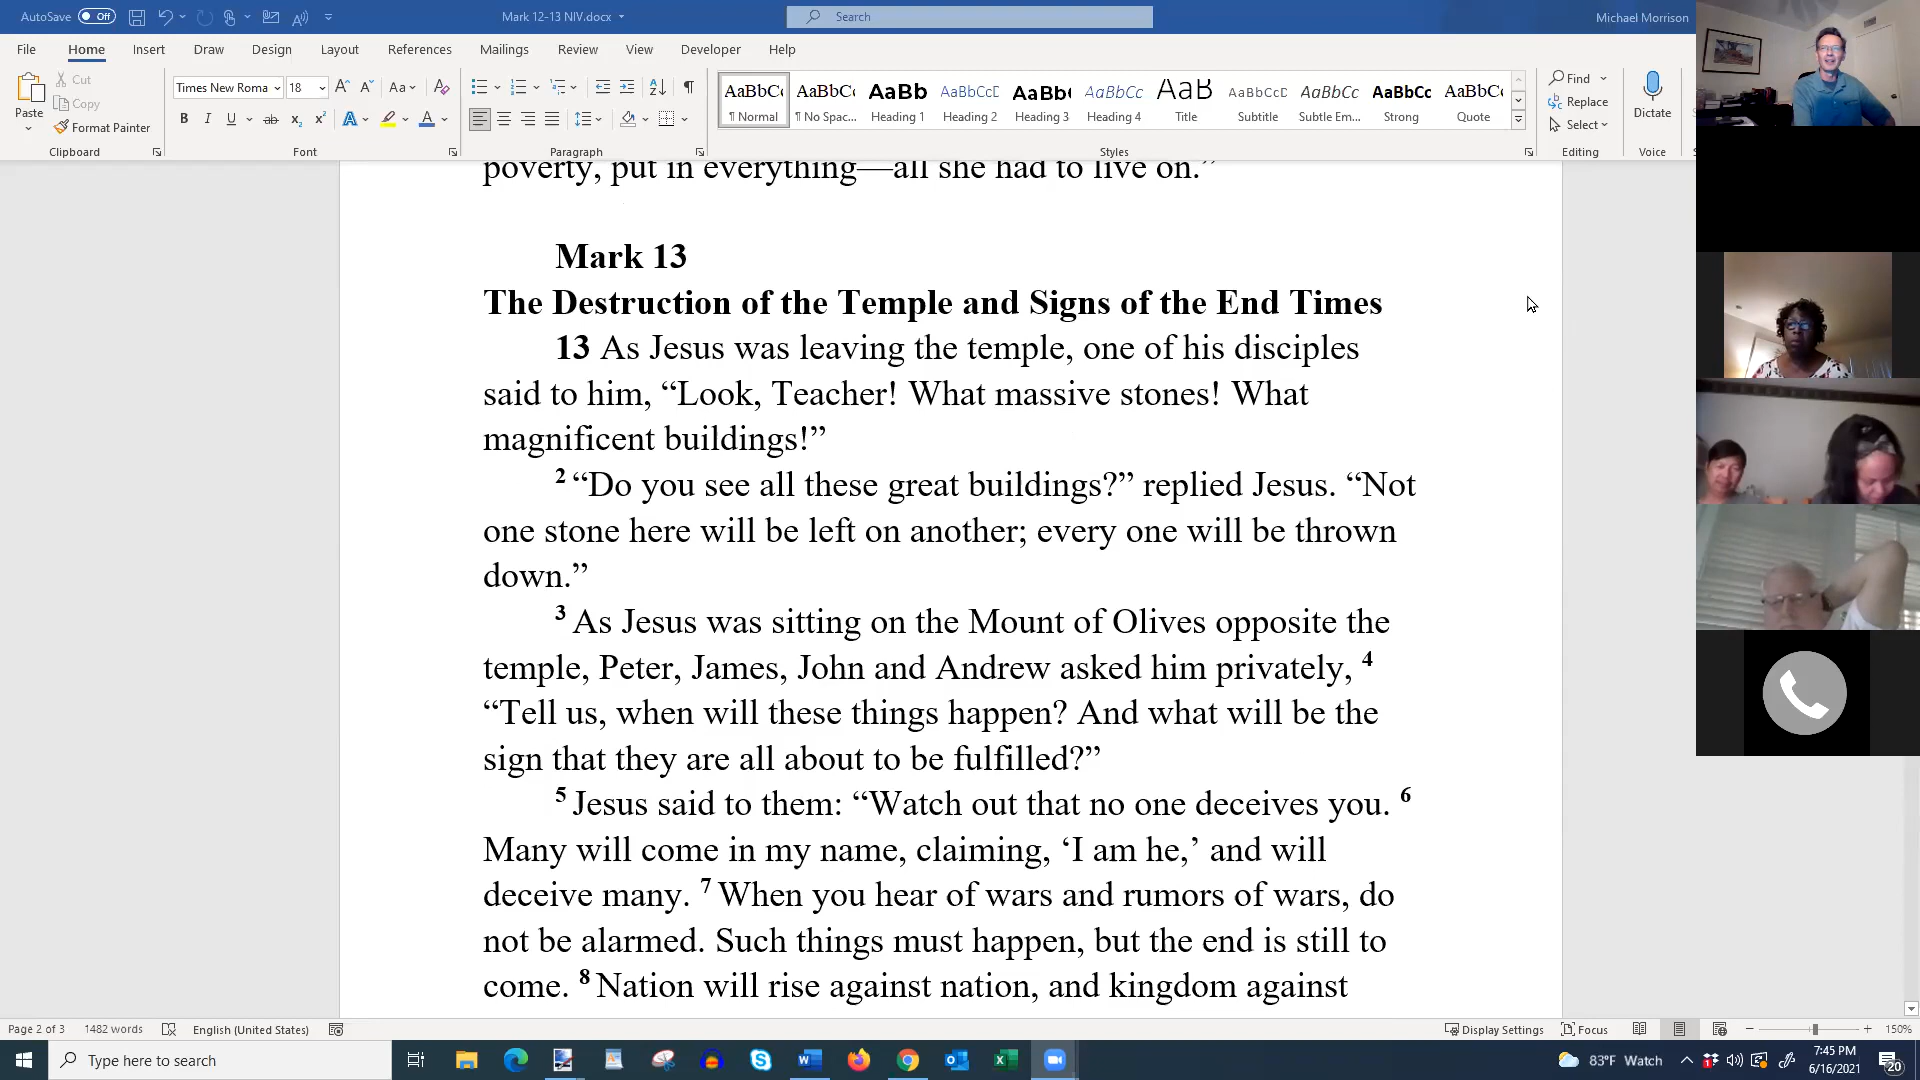 AutoSave Off
Mark 12-13 NIV.docx
Search
Michael Morrison
File Home Insert Draw Design Layout References Mailings Review View Developer Help
Paste
Cut
Copy
Format Painter
Clipboard
Times New Roma 18
Aa
B I U ab x₂ x²
Font
Paragraph
AaBbCc AaBbCc AaBb AaBbCcD AaBbC AaBbCc AaB AaBbCcD AaBbCc AaBbCc AaBbCc
¶ Normal ¶ No Spac... Heading 1 Heading 2 Heading 3 Heading 4 Title Subtitle Subtle Em... Strong Quote
Styles
Find
Replace
Select
Editing
Dictate
Voice
poverty, put in everything—all she had to live on.”
Mark 13
The Destruction of the Temple and Signs of the End Times
13 As Jesus was leaving the temple, one of his disciples
said to him, “Look, Teacher! What massive stones! What
magnificent buildings!”
2 “Do you see all these great buildings?” replied Jesus. “Not
one stone here will be left on another; every one will be thrown
down.”
3 As Jesus was sitting on the Mount of Olives opposite the
temple, Peter, James, John and Andrew asked him privately, 4
“Tell us, when will these things happen? And what will be the
sign that they are all about to be fulfilled?”
5 Jesus said to them: “Watch out that no one deceives you. 6
Many will come in my name, claiming, ‘I am he,’ and will
deceive many. 7 When you hear of wars and rumors of wars, do
not be alarmed. Such things must happen, but the end is still to
come. 8 Nation will rise against nation, and kingdom against
Page 2 of 3 1482 words English (United States)
Display Settings Focus 150%
Type here to search
83°F Watch
7:45 PM
6/16/2021
20